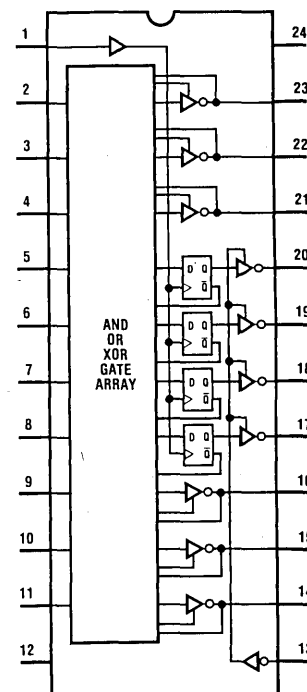 1
24
2
23
3
22
4
21
5
D Q
20
Q̅
6
D Q
19
AND
OR
XOR
GATE
ARRAY
Q̅
7
D Q
18
Q̅
8
D Q
17
Q̅
9
16
10
15
11
14
12
13